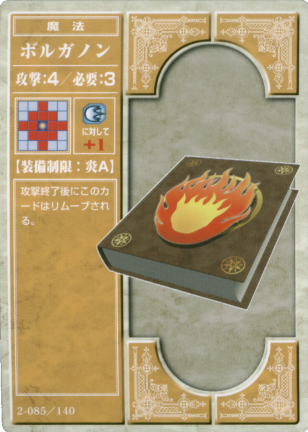 魔法
ボルガノン
攻撃:4／必要:3
に対して
+1
【装備制限：炎A】
攻撃終了後にこのカ
ードはリムーブされ
る。
2-085／140